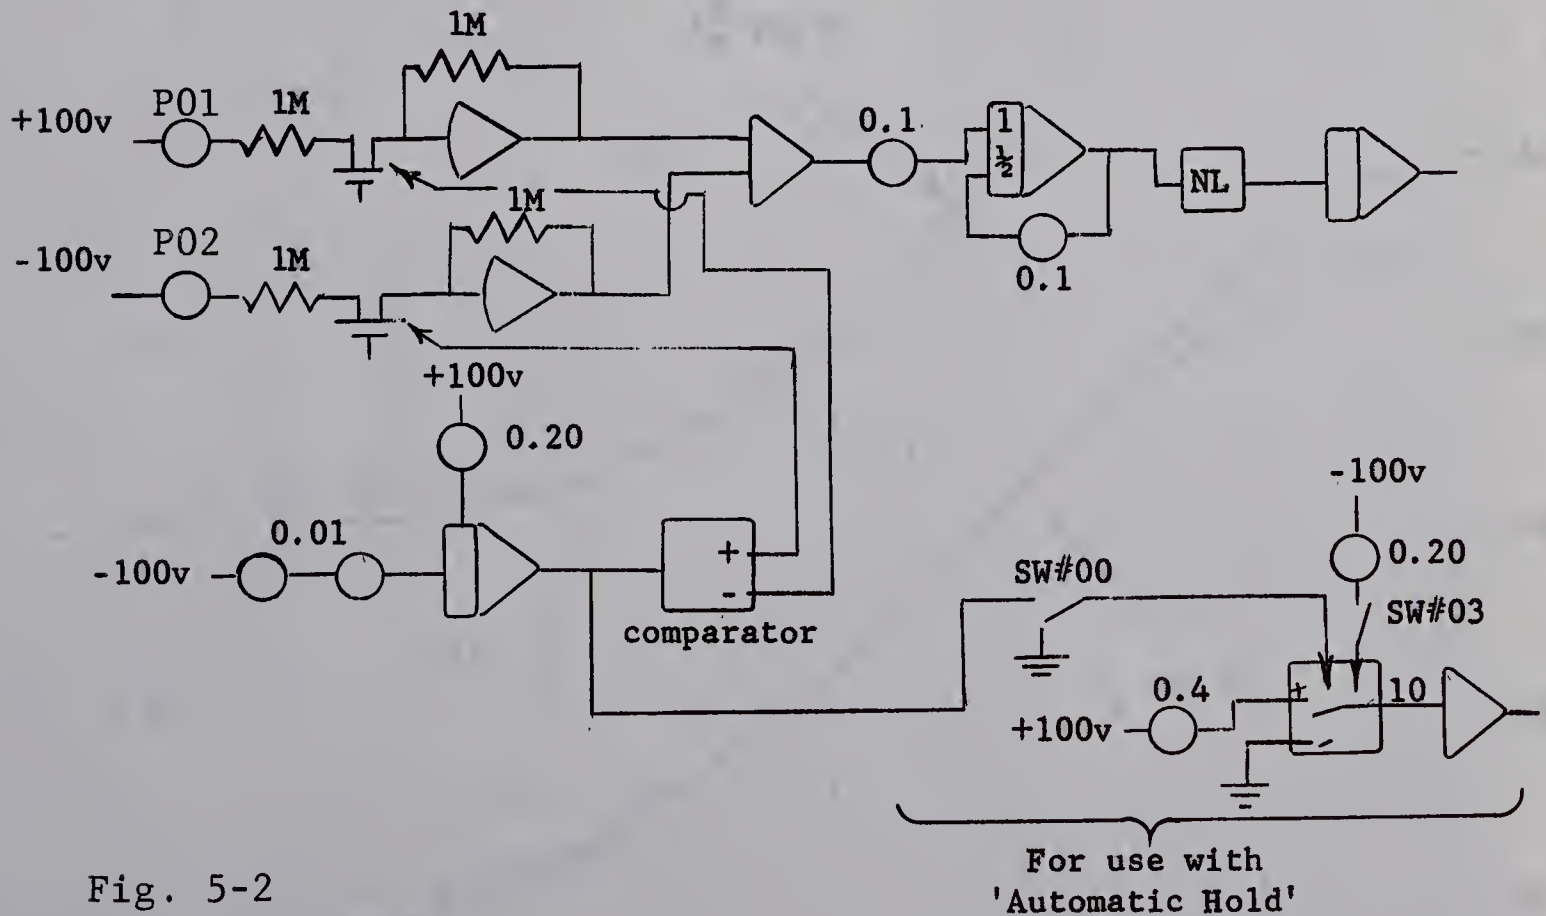 1M
+100v
P01
1M
0.1
1
½
NL
1M
-100v
P02
1M
0.1
+100v
0.20
-100v
0.01
+
-
comparator
SW#00
-100v
0.20
SW#03
+100v
0.4
+
-
10
For use with
'Automatic Hold'
Fig. 5-2